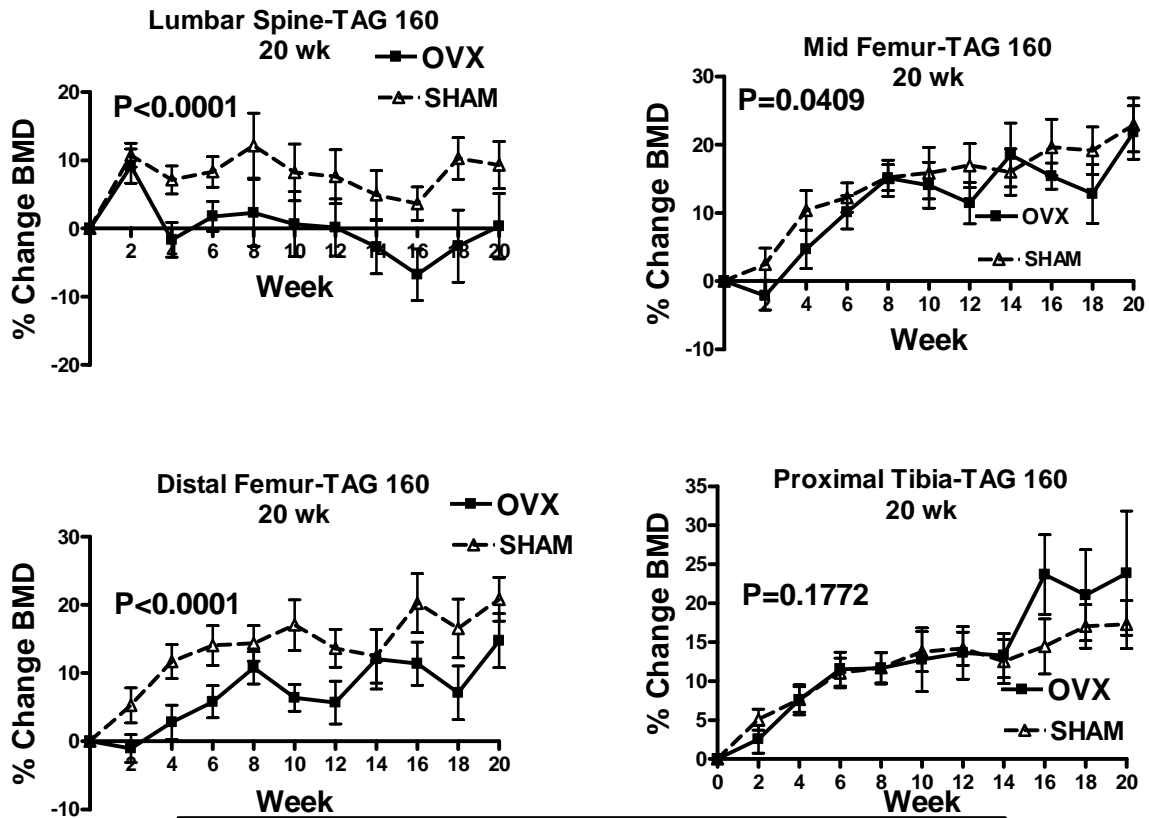 Lumbar Spine-TAG 160
20 wk
OVX
SHAM
P<0.0001
% Change BMD
20
10
0
-10
-20
2 4 6 8 10 12 14 16 18 20
Week
Mid Femur-TAG 160
20 wk
P=0.0409
% Change BMD
30
20
10
0
-10
OVX
SHAM
4 6 8 10 12 14 16 18 20
Week
Distal Femur-TAG 160
20 wk
OVX
SHAM
P<0.0001
% Change BMD
30
20
10
0
-10
2 4 6 8 10 12 14 16 18 20
Week
Proximal Tibia-TAG 160
20 wk
P=0.1772
% Change BMD
35
30
25
20
15
10
5
0
OVX
SHAM
0 2 4 6 8 10 12 14 16 18 20
Week